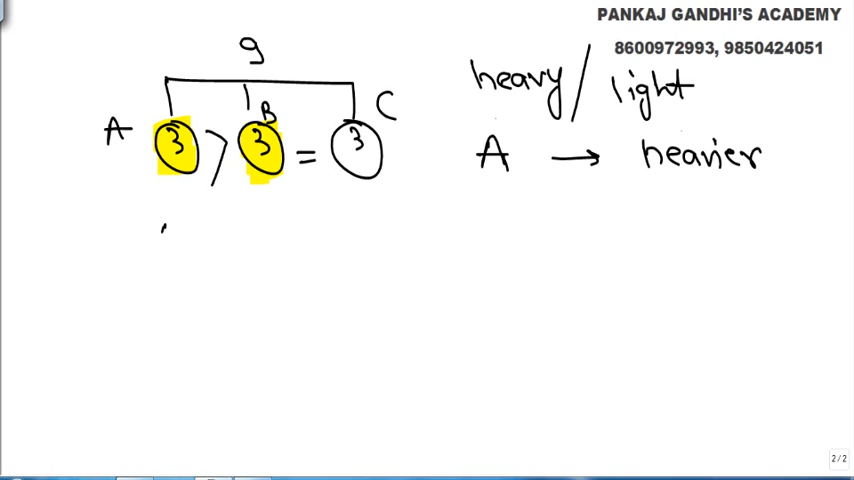 PANKAJ GANDHI'S ACADEMY
8600972993, 9850424051
9
heavy/light
A 3 > B 3 = 3 C
A → heavier
2/2